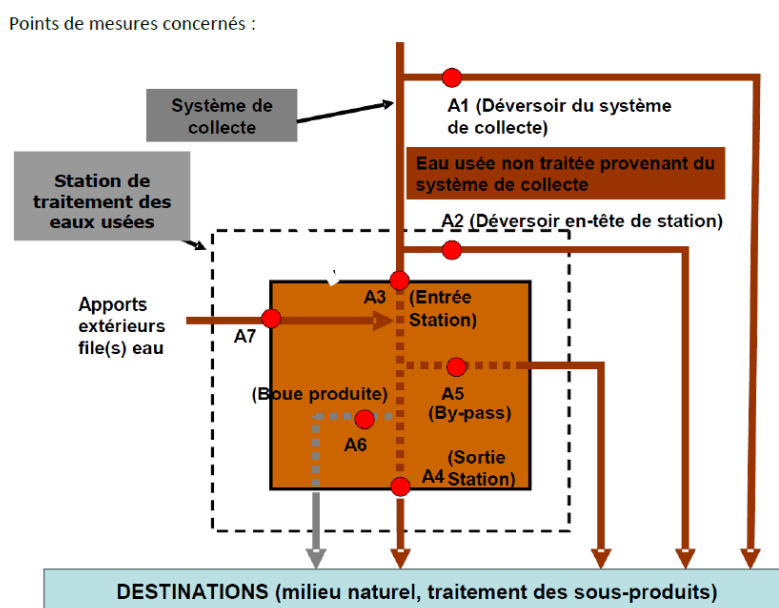 Points de mesures concernés :
Système de
collecte
A1 (Déversoir du système
de collecte)
Station de
traitement des
eaux usées
Eau usée non traitée provenant du
système de collecte
A2 (Déversoir en-tête de station)
A3 (Entrée
Station)
Apports
extérieurs
file(s) eau
A7
(Boue produite)
A6
A5
(By-pass)
(Sortie
A4 Station)
DESTINATIONS (milieu naturel, traitement des sous-produits)